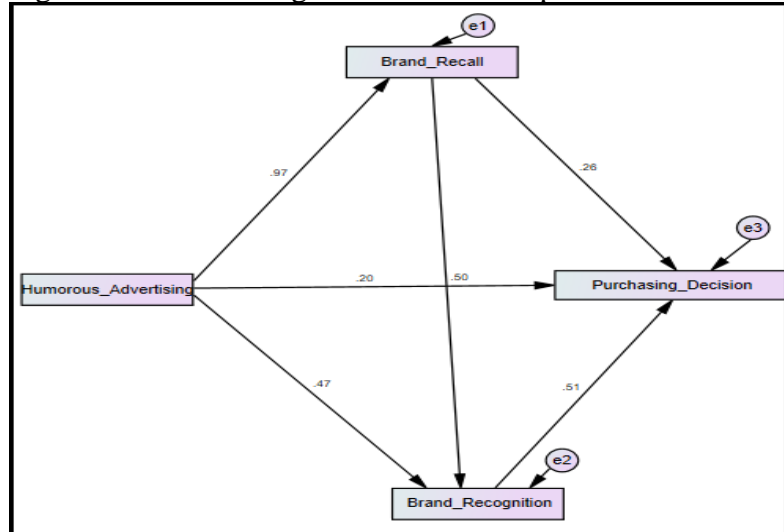 e1
Brand_Recall
.97
.26
e3
Humorous_Advertising
.20
.50
Purchasing_Decision
.47
.51
e2
Brand_Recognition